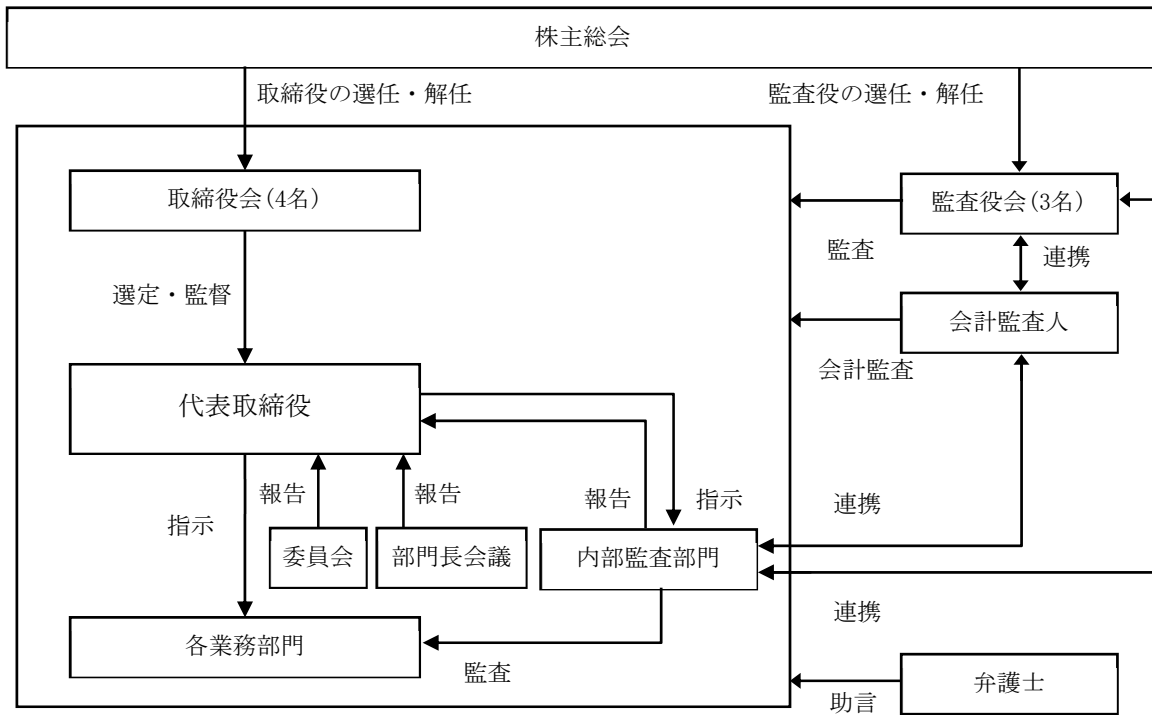 株主総会
取締役の選任・解任
監査役の選任・解任
取締役会(4名)
監査役会(3名)
監査
連携
選定・監督
会計監査人
会計監査
代表取締役
報告
報告
報告
指示
連携
指示
委員会
部門長会議
内部監査部門
連携
各業務部門
監査
弁護士
助言